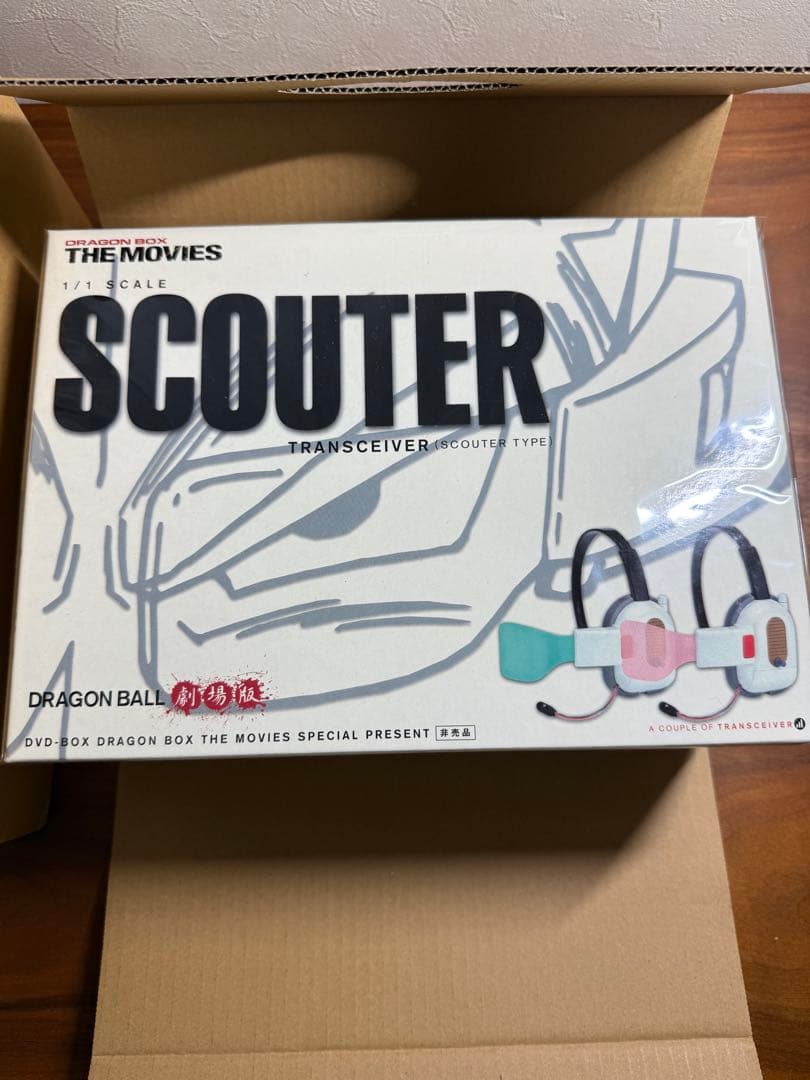 DRAGON BOX
THE MOVIES
1/1 SCALE
SCOUTER
TRANSCEIVER (SCOUTER TYPE)
DRAGON BALL 劇場版
DVD-BOX DRAGON BOX THE MOVIES SPECIAL PRESENT 非売品
A COUPLE OF TRANSCEIVER